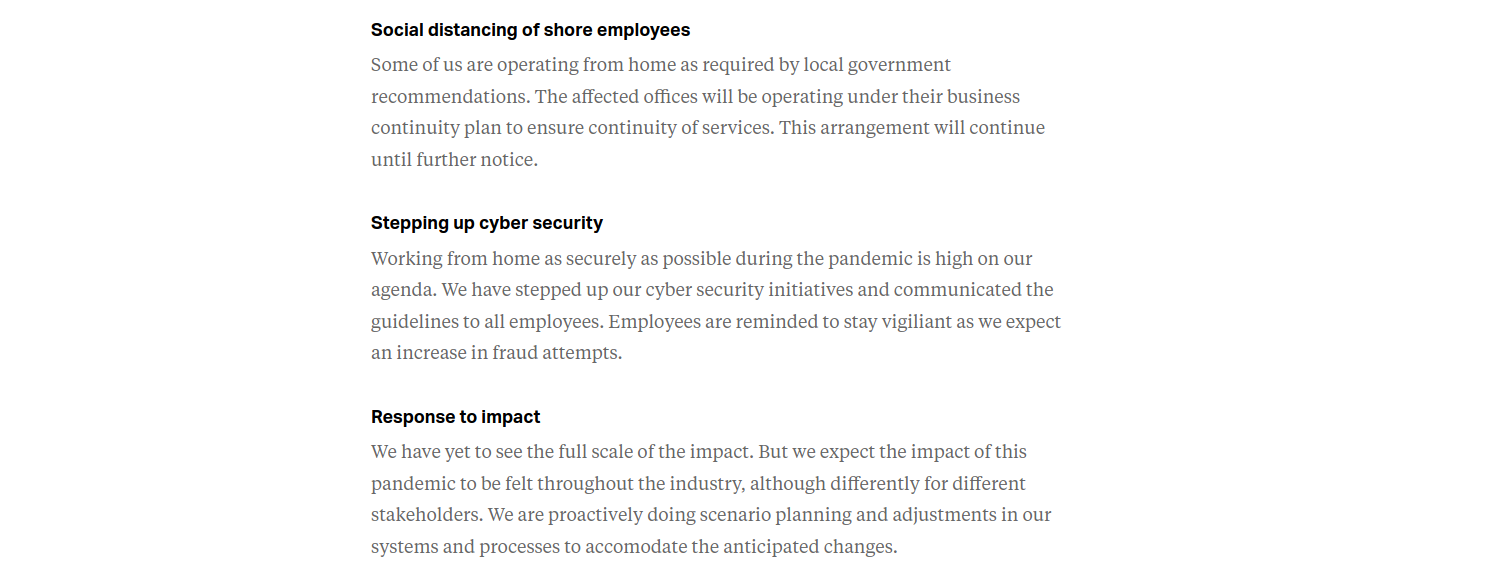 Social distancing of shore employees
Some of us are operating from home as required by local government
recommendations. The affected offices will be operating under their business
continuity plan to ensure continuity of services. This arrangement will continue
until further notice.
Stepping up cyber security
Working from home as securely as possible during the pandemic is high on our
agenda. We have stepped up our cyber security initiatives and communicated the
guidelines to all employees. Employees are reminded to stay vigiliant as we expect
an increase in fraud attempts.
Response to impact
We have yet to see the full scale of the impact. But we expect the impact of this
pandemic to be felt throughout the industry, although differently for different
stakeholders. We are proactively doing scenario planning and adjustments in our
systems and processes to accomodate the anticipated changes.